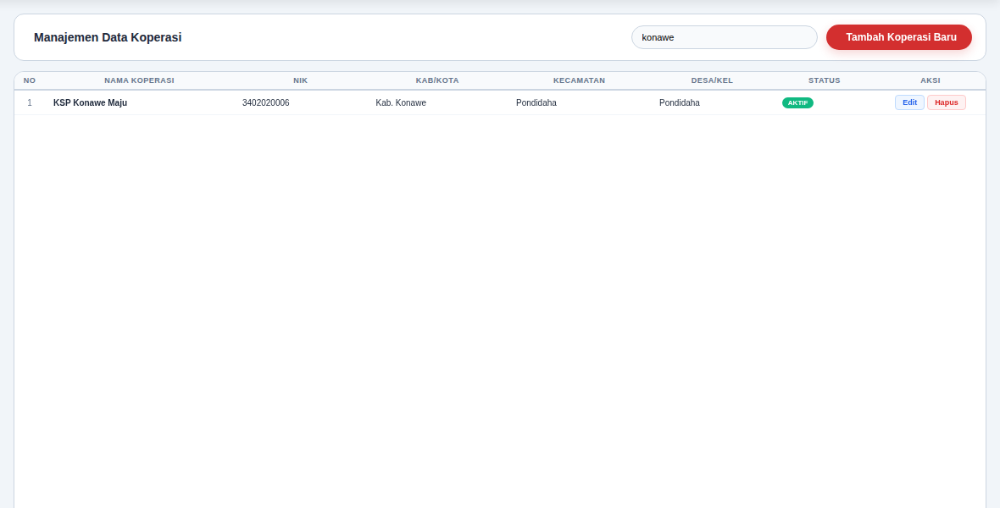 Manajemen Data Koperasi
konawe
Tambah Koperasi Baru
NO NAMA KOPERASI NIK KAB/KOTA KECAMATAN DESA/KEL STATUS AKSI
1 KSP Konawe Maju 3402020006 Kab. Konawe Pondidaha Pondidaha AKTIF Edit Hapus